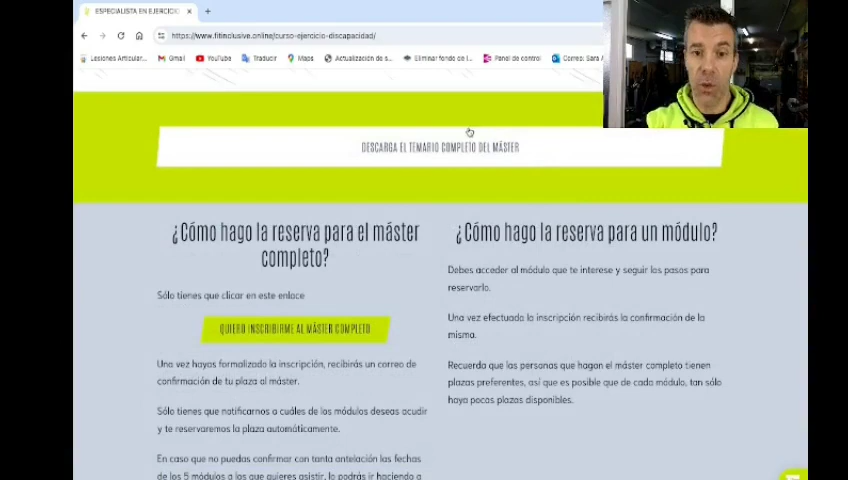 ESPECIALISTA EN EJERCICIO
https://www.fitinclusive.online/curso-ejercicio-discapacidad/
Lesiones Articular... Gmail YouTube Traducir Maps Actualización de s... Eliminar fondo de i... Panel de control Correo: Sara A
DESCARGA EL TEMARIO COMPLETO DEL MÁSTER
¿Cómo hago la reserva para el máster
completo?
Sólo tienes que clicar en este enlace
QUIERO INSCRIBIRME AL MÁSTER COMPLETO
Una vez hayas formalizado la inscripción, recibirás un correo de
confirmación de tu plaza al máster.
Sólo tienes que notificarnos a cuáles de los módulos deseas acudir
y te reservaremos la plaza automáticamente.
En caso que no puedas confirmar con tanta antelación las fechas
de los 5 módulos a los que quieres asistir, lo podrás ir haciendo a
¿Cómo hago la reserva para un módulo?
Debes acceder al módulo que te interese y seguir los pasos para
reservarlo.
Una vez efectuada la inscripción recibirás la confirmación de la
misma.
Recuerda que las personas que hagan el máster completo tienen
plazas preferentes, así que es posible que de cada módulo, tan sólo
haya pocas plazas disponibles.